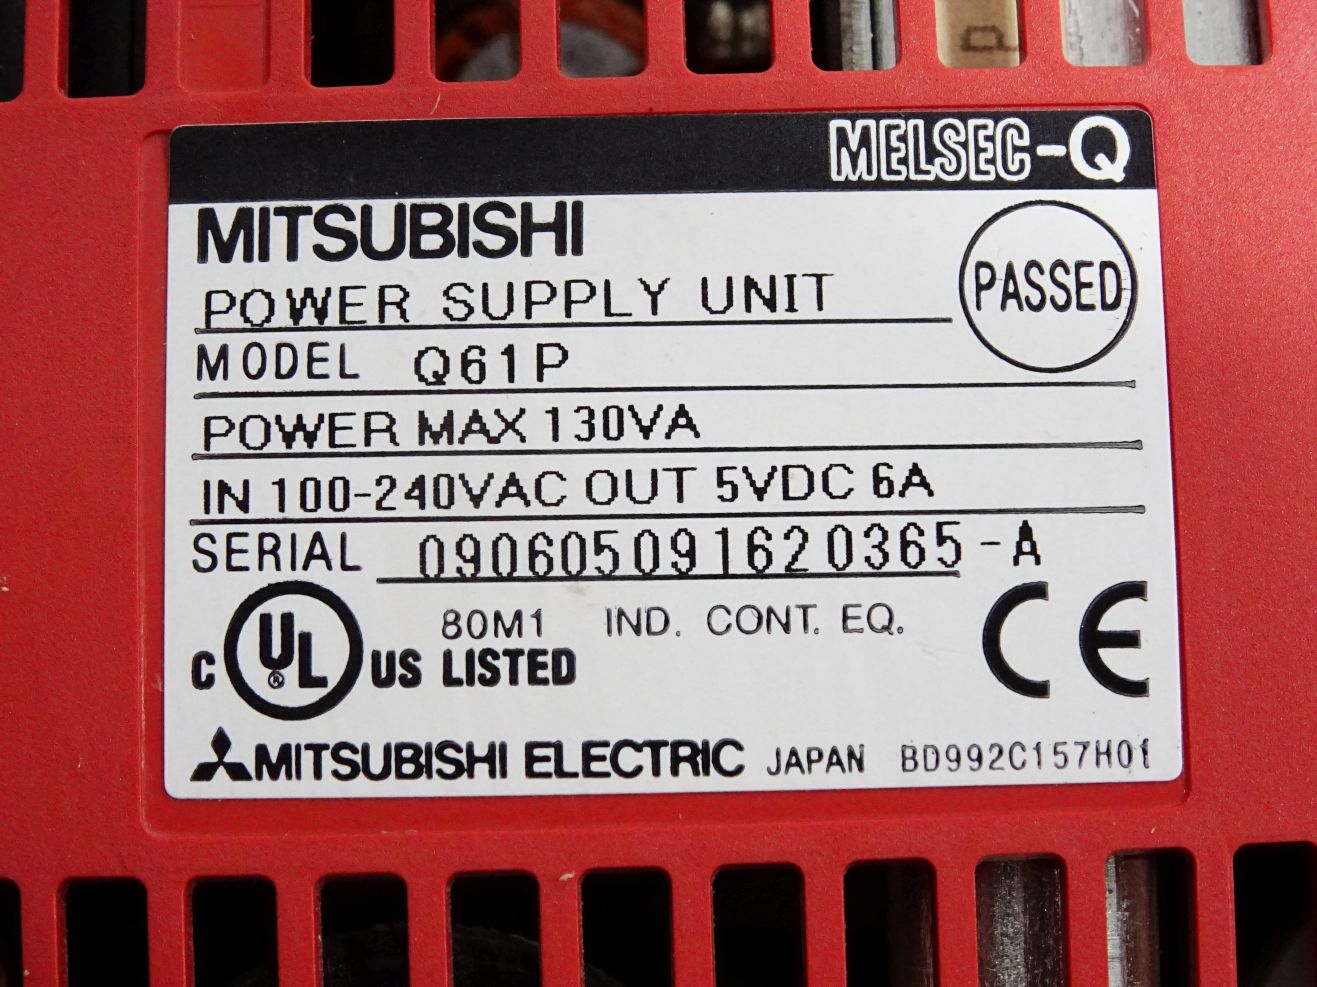 MELSEC-Q
MITSUBISHI
POWER SUPPLY UNIT
PASSED
MODEL Q61P
POWER MAX 130VA
IN 100-240VAC OUT 5VDC 6A
SERIAL 090605091620365-A
80M1 IND. CONT. EQ.
C UL ® US LISTED
CE
MITSUBISHI ELECTRIC JAPAN BD992C157H01